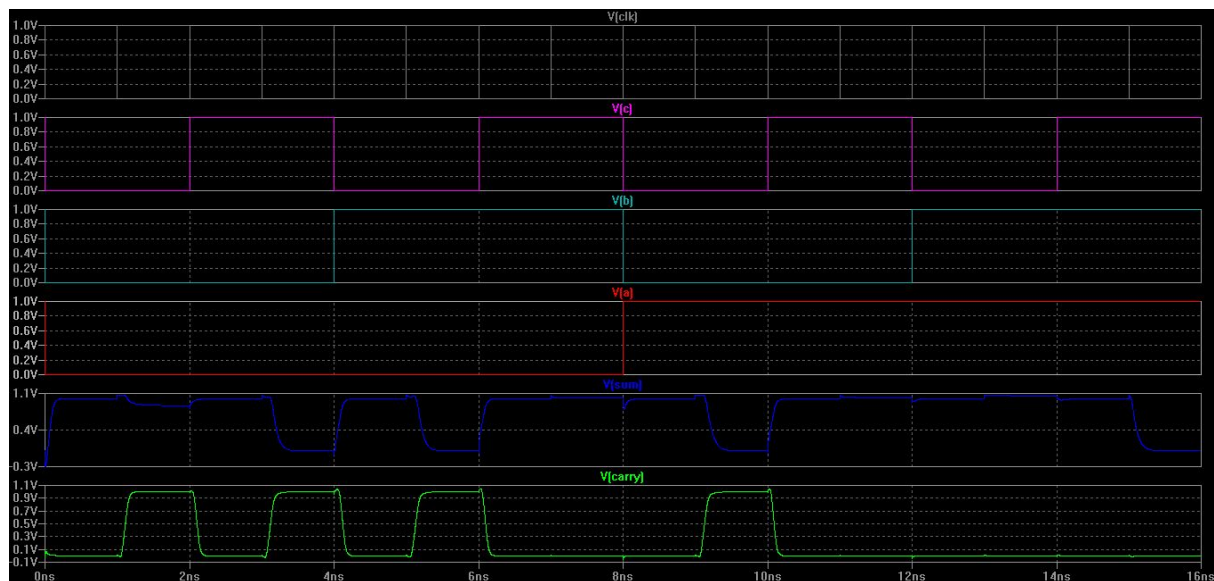 V(clk)
1.0V
0.8V
0.6V
0.4V
0.2V
0.0V
V(c)
1.0V
0.8V
0.6V
0.4V
0.2V
0.0V
V(b)
1.0V
0.8V
0.6V
0.4V
0.2V
0.0V
V(a)
1.0V
0.8V
0.6V
0.4V
0.2V
0.0V
V(sum)
1.1V
0.4V
-0.3V
V(carry)
1.1V
0.9V
0.7V
0.5V
0.3V
0.1V
-0.1V
0ns 2ns 4ns 6ns 8ns 10ns 12ns 14ns 16ns